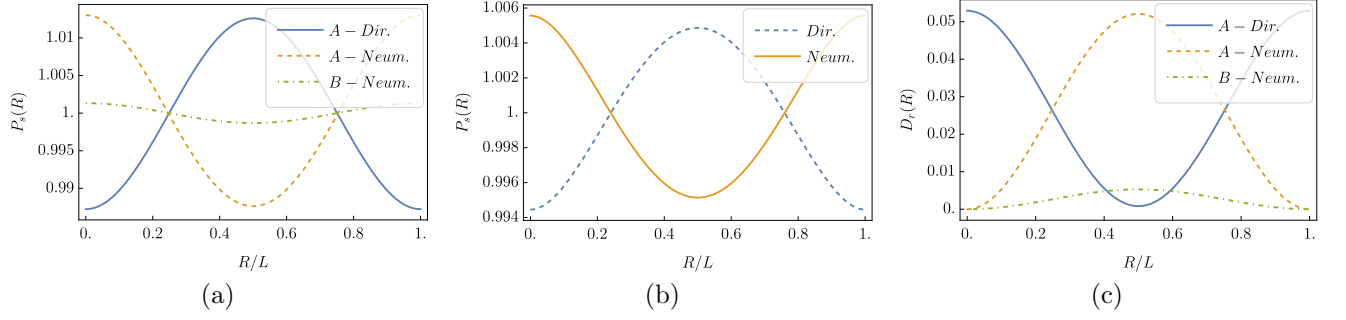 A − Dir.
A − Neum.
B − Neum.
1.01
1.005
1
0.995
0.99
P_s(R)
0. 0.2 0.4 0.6 0.8 1.
R/L
(a)
Dir.
Neum.
1.006
1.004
1.002
1.
0.998
0.996
0.994
P_s(R)
0. 0.2 0.4 0.6 0.8 1.
R/L
(b)
A − Dir.
A − Neum.
B − Neum.
0.05
0.04
0.03
0.02
0.01
0.
D_r(R)
0. 0.2 0.4 0.6 0.8 1.
R/L
(c)